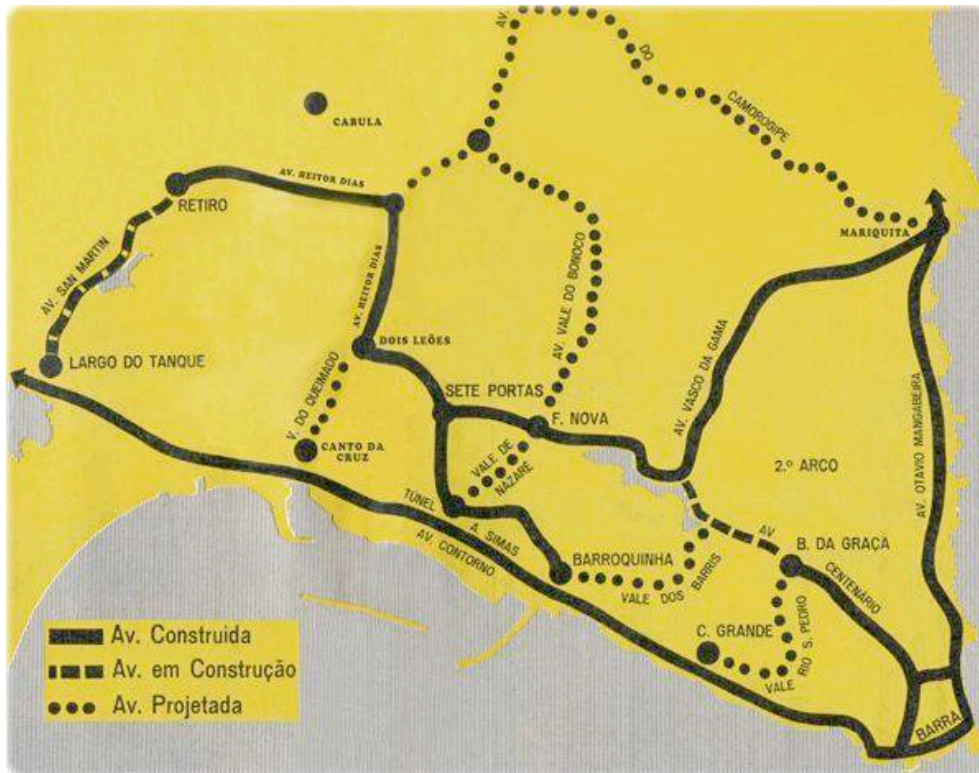 AV.
DO
CAMOROGIPE
CABULA
AV. HEITOR DIAS
RETIRO
MARIQUITA
AV. SAN MARTIN
AV. HEITOR DIAS
AV. VALE DO BONOCO
DOIS LEÕES
LARGO DO TANQUE
AV. VASCO DA GAMA
AV. OTAVIO MANGABEIRA
V. DO QUEIMADO
SETE PORTAS
F. NOVA
CANTO DA
CRUZ
VALE DE
NAZARÉ
2.º ARCO
TÚNEL
A. SIMAS
AV. CONTORNO
AV
B. DA GRAÇA
BARROQUINHA
CENTENÁRIO
VALE DOS BARRIS
C. GRANDE
VALE
RIO S. PEDRO
BARRA
Av. Construida
Av. em Construção
Av. Projetada